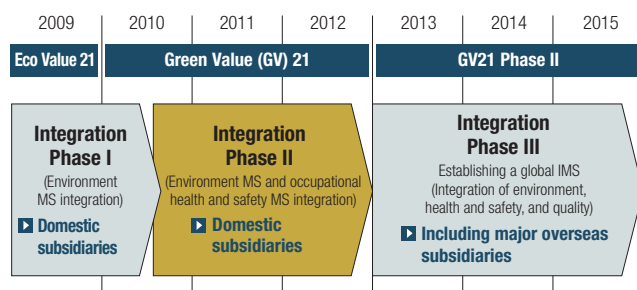 2009 2010 2011 2012 2013 2014 2015
Eco Value 21 Green Value (GV) 21 GV21 Phase II
Integration
Phase I
(Environment
MS integration)
Domestic
subsidiaries
Integration
Phase II
(Environment MS and occupational
health and safety MS integration)
Domestic
subsidiaries
Integration
Phase III
Establishing a global IMS
(Integration of environment,
health and safety, and quality)
Including major overseas
subsidiaries